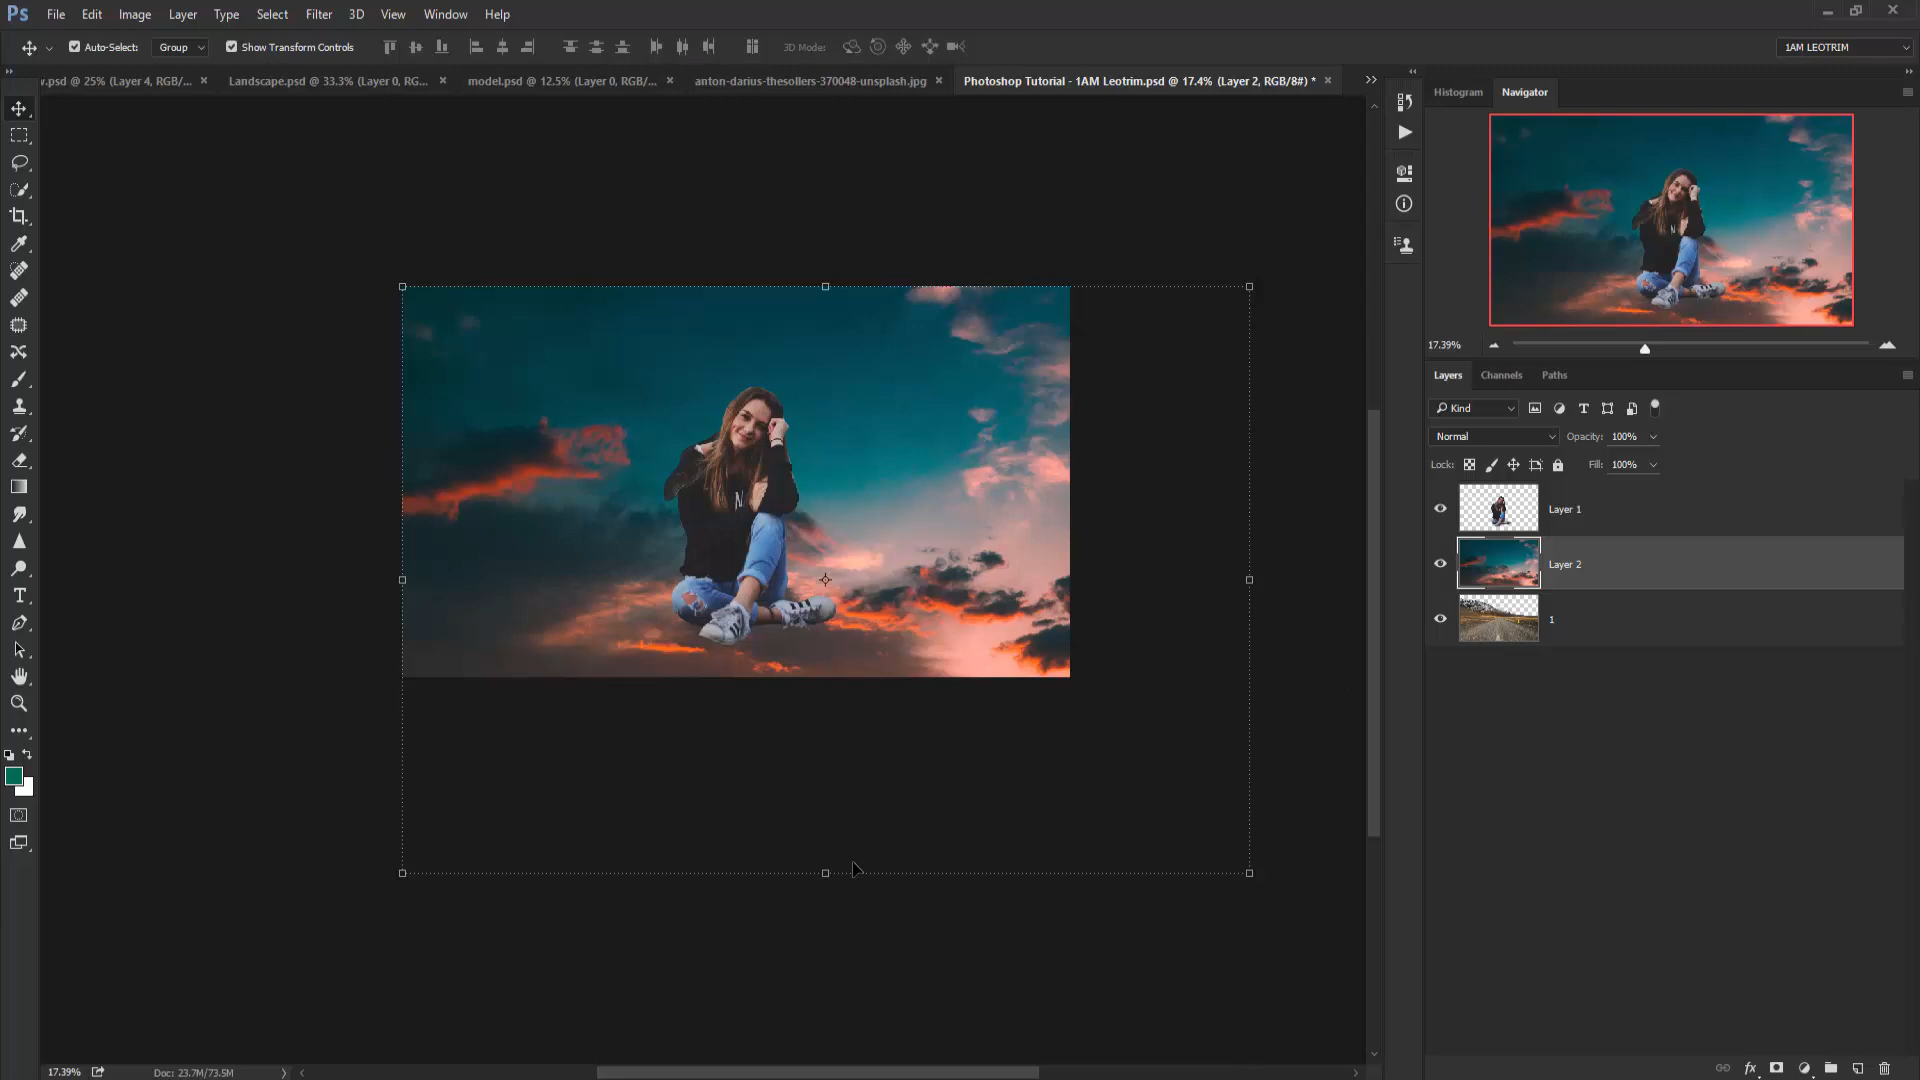 Ps File Edit Image Layer Type Select Filter 3D View Window Help
Auto-Select: Group Show Transform Controls 3D Mode: 1AM LEOTRIM
v.psd @ 25% (Layer 4, RGB/... × Landscape.psd @ 33.3% (Layer 0, RG... × model.psd @ 12.5% (Layer 0, RGB/... × anton-darius-thesollers-370048-unsplash.jpg × Photoshop Tutorial - 1AM Leotrim.psd @ 17.4% (Layer 2, RGB/8#) * ×
Histogram Navigator
17.39%
Layers Channels Paths
Kind
Normal Opacity: 100%
Lock: Fill: 100%
Layer 1
Layer 2
1
N
17.39% Doc: 23.7M/73.5M